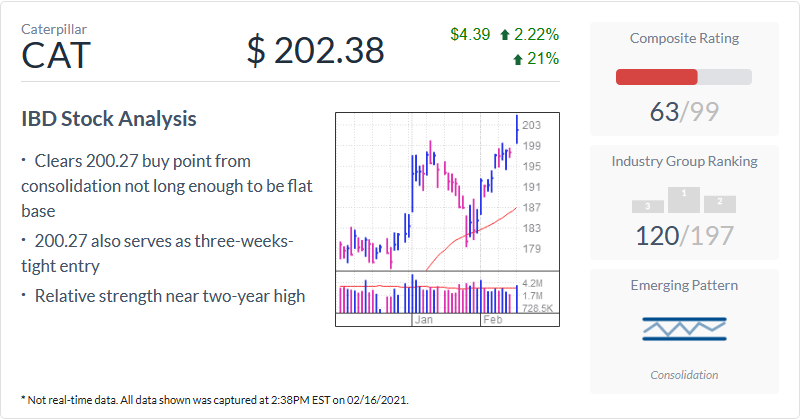 Caterpillar
CAT
$ 202.38
$4.39 2.22%
21%
IBD Stock Analysis
• Clears 200.27 buy point from
consolidation not long enough to be flat
base
• 200.27 also serves as three-weeks-
tight entry
• Relative strength near two-year high
203
199
195
191
187
183
179
4.2M
1.7M
728.5K
Jan Feb
Composite Rating
63/99
Industry Group Ranking
3 1 2
120/197
Emerging Pattern
Consolidation
* Not real-time data. All data shown was captured at 2:38PM EST on 02/16/2021.